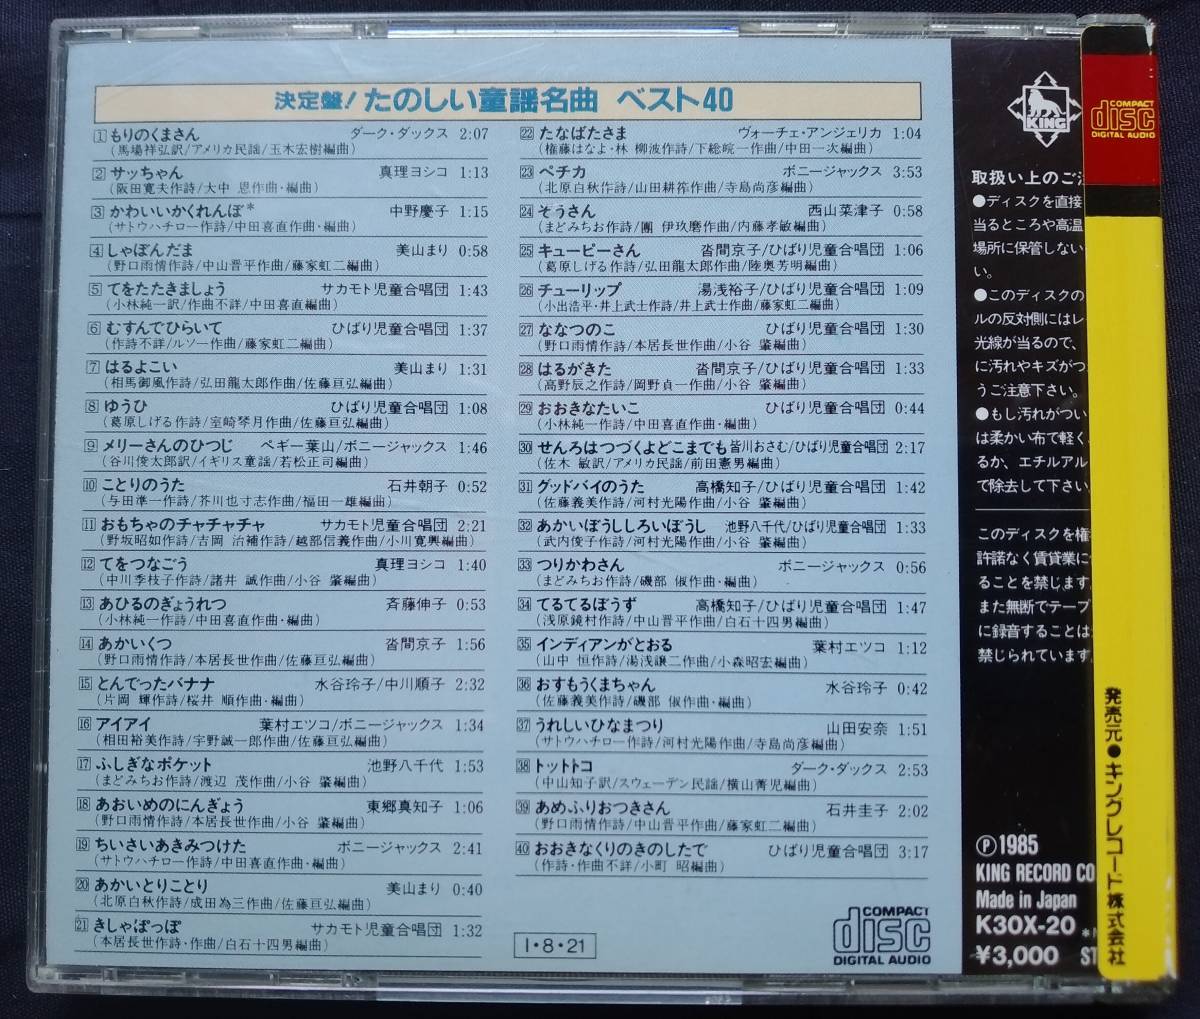 決定盤! たのしい童謡名曲 ベスト40
1 もりのくまさん ダーク・ダックス 2:07
(馬場祥弘訳/アメリカ民謡/玉木宏樹編曲)
2 サッちゃん 真理ヨシコ 1:13
(阪田寛夫作詩/大中 恩作曲・編曲)
3 かわいいかくれんぼ* 中野慶子 1:15
(サトウハチロー作詩/中田喜直作曲・編曲)
4 しゃぼんだま 美山まり 0:58
(野口雨情作詩/中山晋平作曲/藤家虹二編曲)
5 てをたたきましょう サカモト児童合唱団 1:43
(小林純一訳/作曲不詳/中田喜直編曲)
6 むすんでひらいて ひばり児童合唱団 1:37
(作詩不詳/ルソー作曲/藤家虹二編曲)
7 はるよこい 美山まり 1:31
(相馬御風作詩/弘田龍太郎作曲/佐藤亘弘編曲)
8 ゆうひ ひばり児童合唱団 1:08
(葛原しげる作詩/室崎琴月作曲/佐藤亘弘編曲)
9 メリーさんのひつじ ペギー葉山/ボニージャックス 1:46
(谷川俊太郎訳/イギリス童謡/若松正司編曲)
10 ことりのうた 石井朝子 0:52
(与田準一作詩/芥川也寸志作曲/福田一雄編曲)
11 おもちゃのチャチャチャ サカモト児童合唱団 2:21
(野坂昭如作詩/吉岡 治補作詩/越部信義作曲/小川寛興編曲)
12 てをつなごう 真理ヨシコ 1:40
(中川季枝子作詩/諸井 誠作曲/小谷 肇編曲)
13 あひるのぎょうれつ 斉藤伸子 0:53
(小林純一作詩/中田喜直作曲・編曲)
14 あかいくつ 沓間京子 1:56
(野口雨情作詩/本居長世作曲/佐藤亘弘編曲)
15 とんでったバナナ 水谷玲子/中川順子 2:32
(片岡 輝作詩/桜井 順作曲・編曲)
16 アイアイ 葉村エツコ/ボニージャックス 1:34
(相田裕美作詩/宇野誠一郎作曲/佐藤亘弘編曲)
17 ふしぎなポケット 池野八千代 1:53
(まどみちお作詩/渡辺 茂作曲/小谷 肇編曲)
18 あおいめのにんぎょう 東郷真知子 1:06
(野口雨情作詩/本居長世作曲/小谷 肇編曲)
19 ちいさいあきみつけた ボニージャックス 2:41
(サトウハチロー作詩/中田喜直作曲・編曲)
20 あかいとりことり 美山まり 0:40
(北原白秋作詩/成田為三作曲/佐藤亘弘編曲)
21 きしゃぽっぽ サカモト児童合唱団 1:32
(本居長世作詩・作曲/白石十四男編曲)
22 たなばたさま ヴォーチェ・アンジェリカ 1:04
(権藤はなよ・林 柳波作詩/下総皖一作曲/中田一次編曲)
23 ペチカ ボニージャックス 3:53
(北原白秋作詩/山田耕筰作曲/寺島尚彦編曲)
24 ぞうさん 西山菜津子 0:58
(まどみちお作詩/團 伊玖磨作曲/内藤孝敏編曲)
25 キューピーさん 沓間京子/ひばり児童合唱団 1:06
(葛原しげる作詩/弘田龍太郎作曲/陸奥芳明編曲)
26 チューリップ 湯浅裕子/ひばり児童合唱団 1:09
(小出浩平・井上武士作詩/井上武士作曲/藤家虹二編曲)
27 ななつのこ ひばり児童合唱団 1:30
(野口雨情作詩/本居長世作曲/小谷 肇編曲)
28 はるがきた 沓間京子/ひばり児童合唱団 1:33
(高野辰之作詩/岡野貞一作曲/小谷 肇編曲)
29 おおきなたいこ ひばり児童合唱団 0:44
(小林純一作詩/中田喜直作曲・編曲)
30 せんろはつづくよどこまでも 皆川おさむ/ひばり児童合唱団 2:17
(佐木 敏訳/アメリカ民謡/前田憲男編曲)
31 グッドバイのうた 高橋知子/ひばり児童合唱団 1:42
(佐藤義美作詩/河村光陽作曲/小谷 肇編曲)
32 あかいぼうししろいぼうし 池野八千代/ひばり児童合唱団 1:33
(武内俊子作詩/河村光陽作曲/小谷 肇編曲)
33 つりかわさん ボニージャックス 0:56
(まどみちお作詩/磯部 俶作曲・編曲)
34 てるてるぼうず 高橋知子/ひばり児童合唱団 1:47
(浅原鏡村作詩/中山晋平作曲/白石十四男編曲)
35 インディアンがとおる 葉村エツコ 1:12
(山中 恒作詩/湯浅譲二作曲/小森昭宏編曲)
36 おすもうくまちゃん 水谷玲子 0:42
(佐藤義美作詩/磯部 俶作曲・編曲)
37 うれしいひなまつり 山田安奈 1:51
(サトウハチロー作詩/河村光陽作曲/寺島尚彦編曲)
38 トットトコ ダーク・ダックス 2:53
(中山知子訳/スウェーデン民謡/横山菁児編曲)
39 あめふりおつきさん 石井圭子 2:02
(野口雨情作詩/中山晋平作曲/藤家虹二編曲)
40 おおきなくりのきのしたで ひばり児童合唱団 3:17
(作詩・作曲不詳/小町 昭編曲)
I・8・21
COMPACT
disc
DIGITAL AUDIO
KING
取扱い上のご注
●ディスクを直接
当るところや高温
場所に保管しない
い。
●このディスクの
ルの反対側にはレ
光線が当るので、
に汚れやキズがつ
うご注意下さい。
●もし汚れがつい
は柔かい布で軽く
るか、エチルアル
で除去して下さい
このディスクを権
許諾なく賃貸業に
ることを禁じます
また無断でテープ
に録音することは
禁じられています
Ⓟ1985
KING RECORD CO
Made in Japan
K30X-20
¥3,000 ST
COMPACT
disc
DIGITAL AUDIO
発売元●キングレコード株式会社